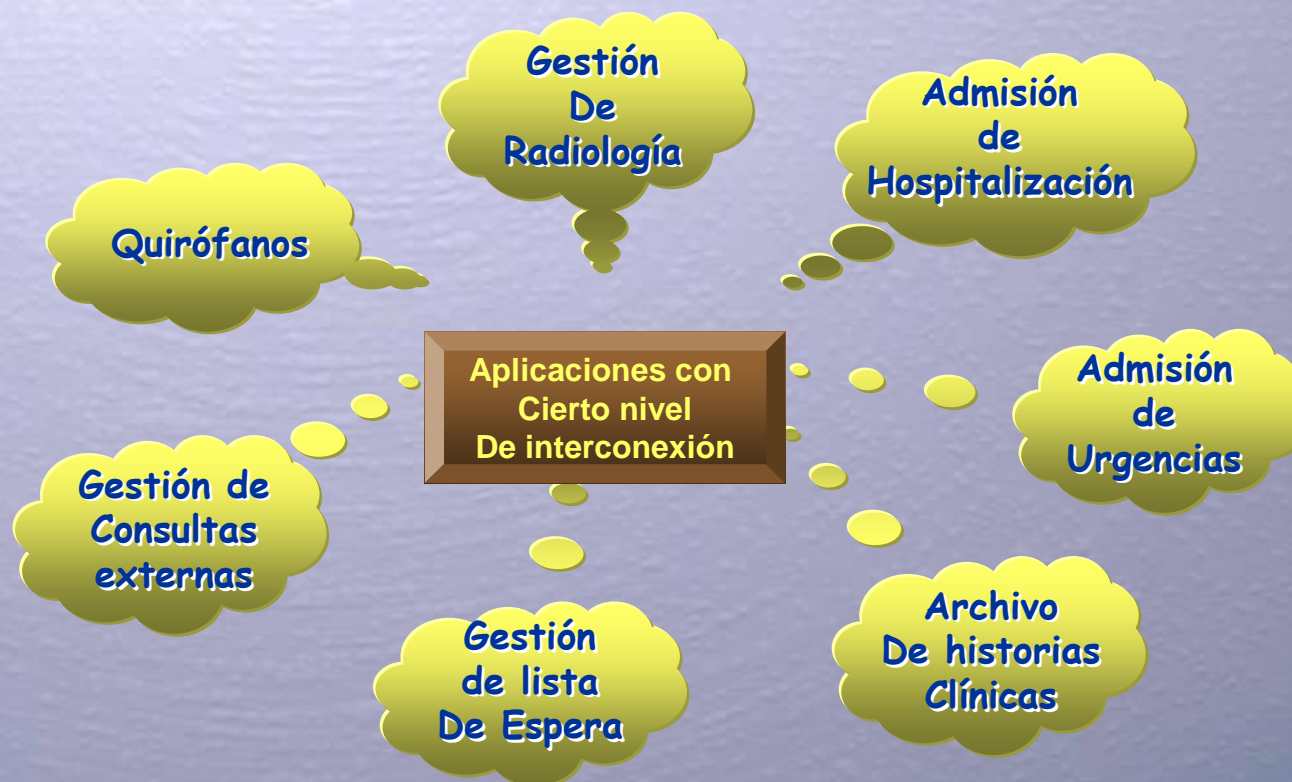 Gestión
De
Radiología
Admisión
de
Hospitalización
Quirófanos
Aplicaciones con
Cierto nivel
De interconexión
Admisión
de
Urgencias
Gestión de
Consultas
externas
Gestión
de lista
De Espera
Archivo
De historias
Clínicas